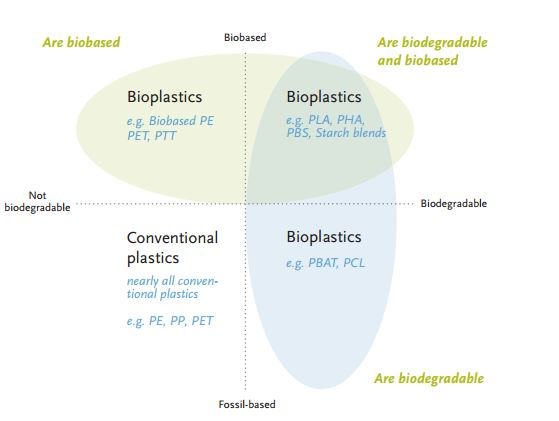 Biobased
Are biobased
Are biodegradable
and biobased
Bioplastics
e.g. Biobased PE
PET, PTT
Bioplastics
e.g. PLA, PHA,
PBS, Starch blends
Not
biodegradable
Biodegradable
Conventional
plastics
nearly all conven-
tional plastics
e.g. PE, PP, PET
Bioplastics
e.g. PBAT, PCL
Are biodegradable
Fossil-based